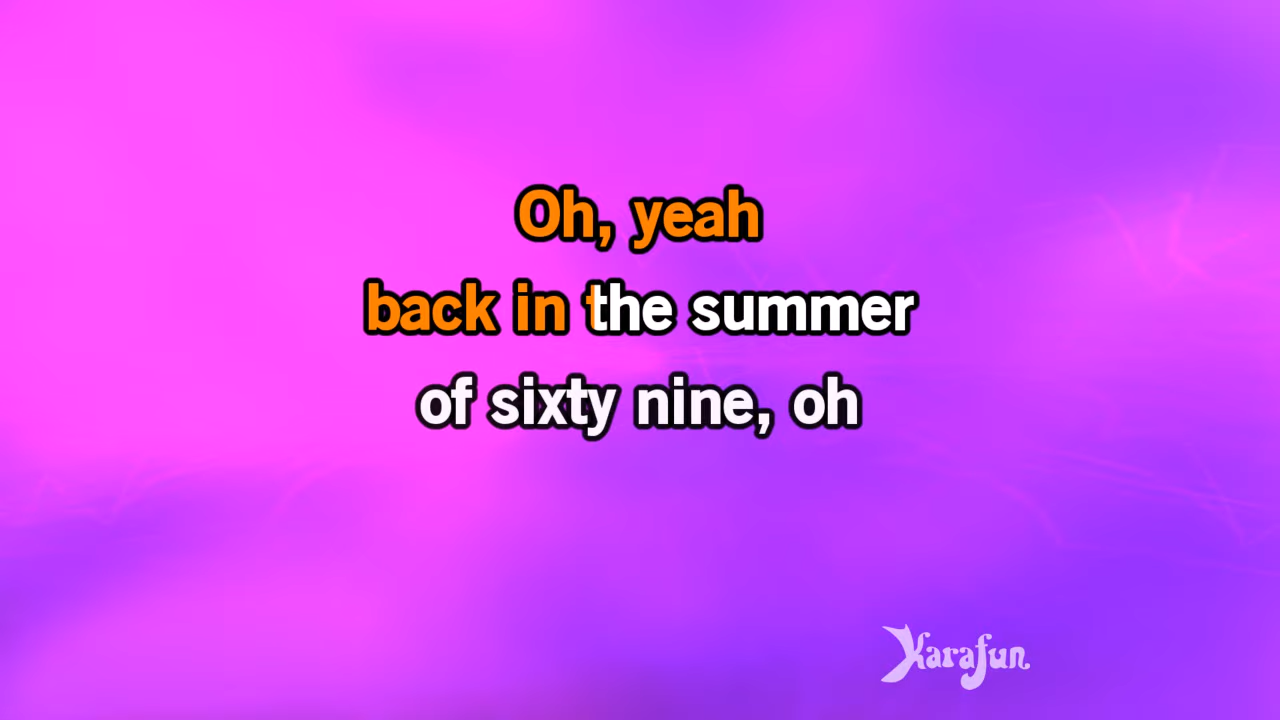 Oh, yeah
back in the summer
of sixty nine, oh
Karafun